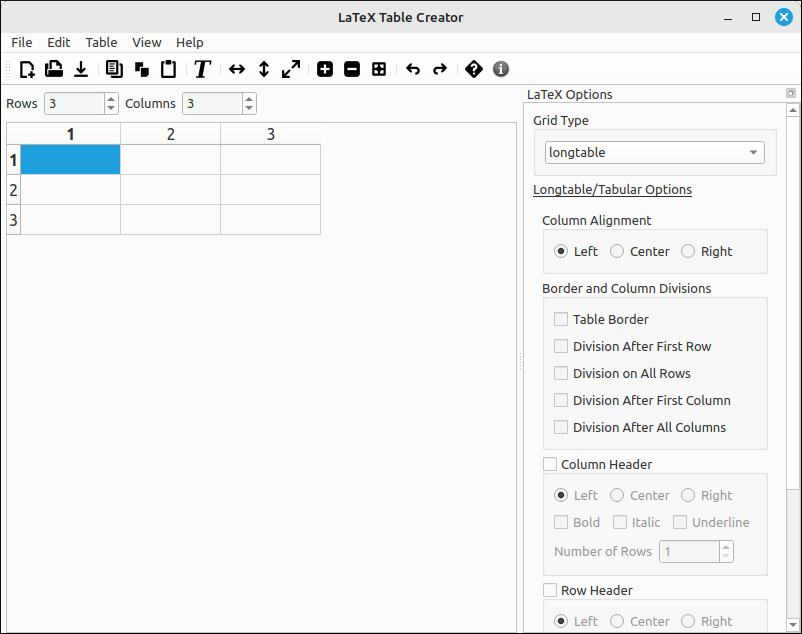 LaTeX Table Creator
File Edit Table View Help
Rows 3 Columns 3
1 2 3
1
2
3
LaTeX Options
Grid Type
longtable
Longtable/Tabular Options
Column Alignment
Left Center Right
Border and Column Divisions
Table Border
Division After First Row
Division on All Rows
Division After First Column
Division After All Columns
Column Header
Left Center Right
Bold Italic Underline
Number of Rows 1
Row Header
Left Center Right